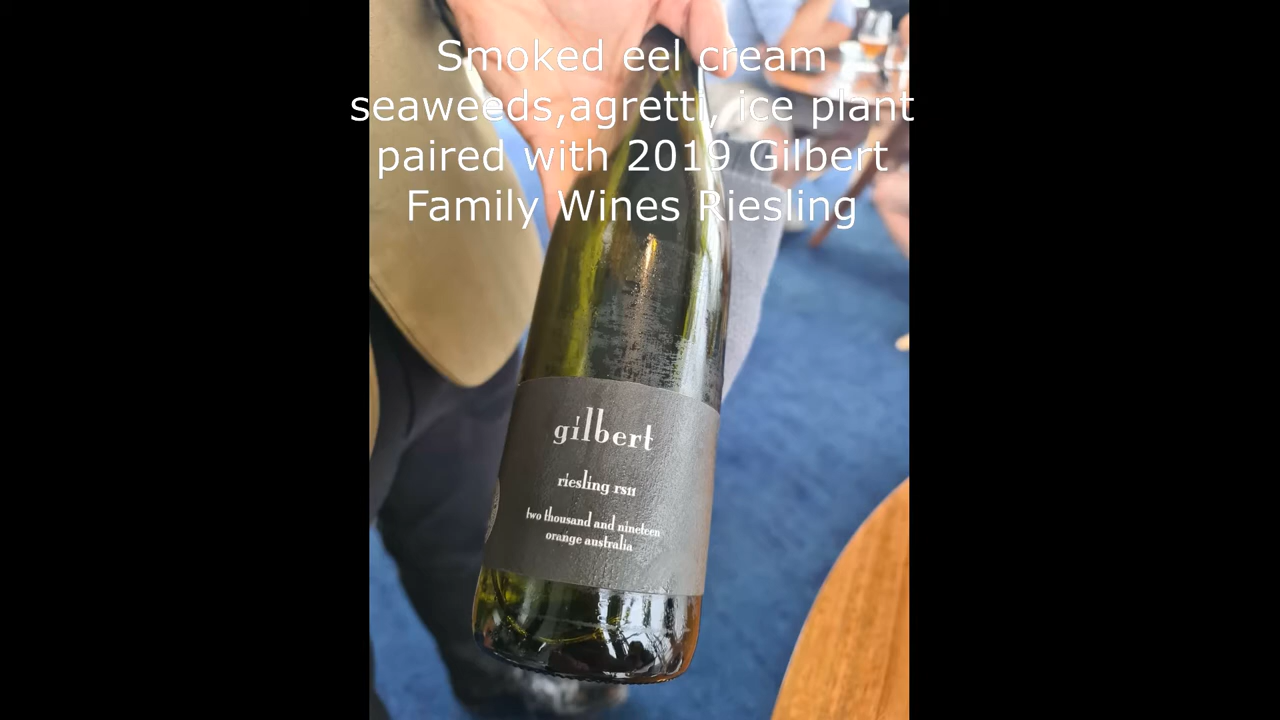 Smoked eel cream
seaweeds,agretti, ice plant
paired with 2019 Gilbert
Family Wines Riesling
gilbert
riesling rs11
two thousand and nineteen
orange australia